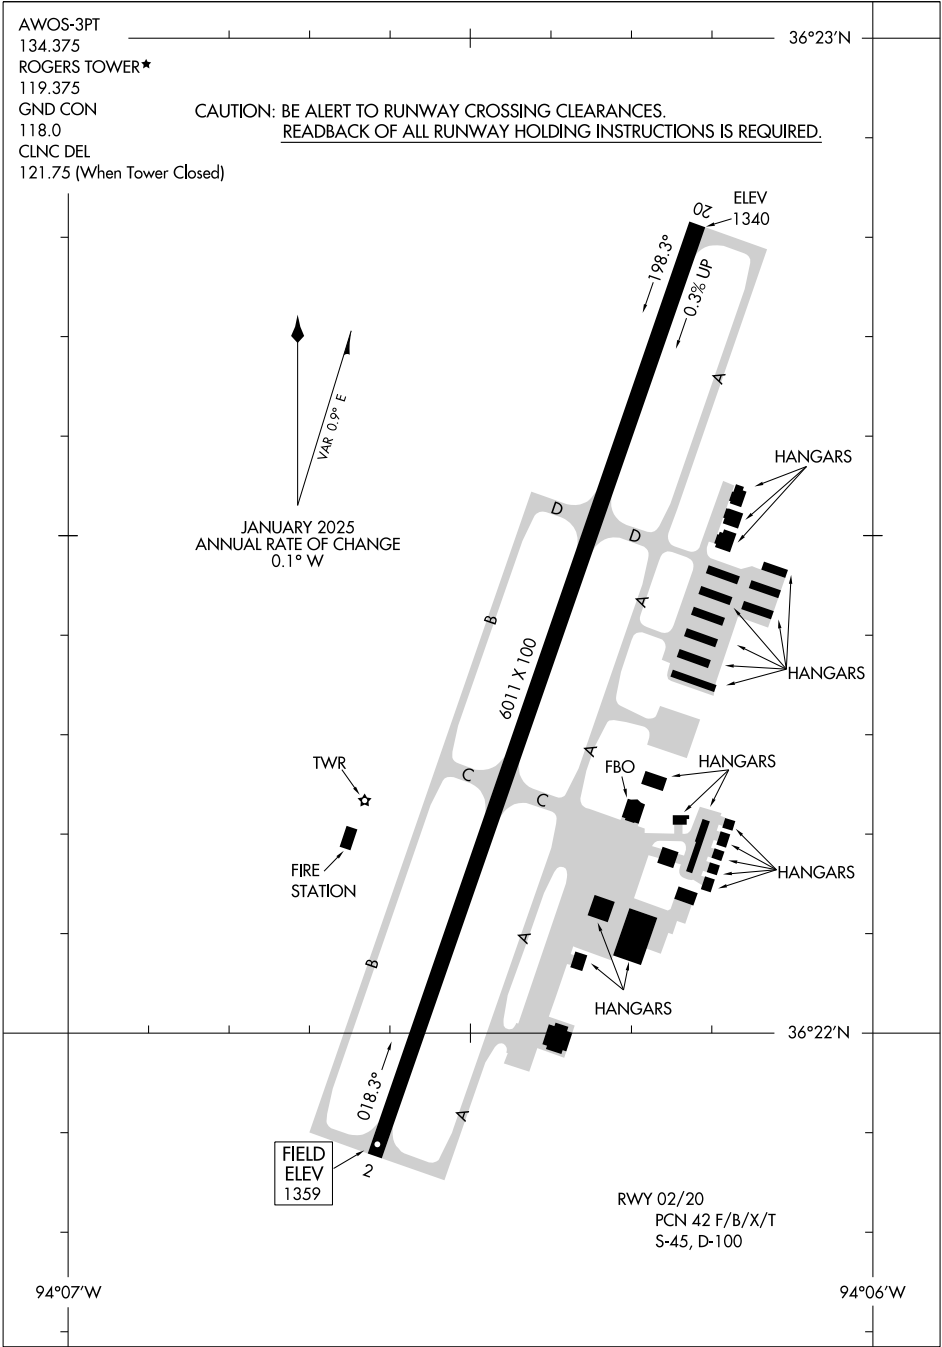 AWOS-3PT
134.375
ROGERS TOWER★
119.375
GND CON
118.0
CLNC DEL
121.75 (When Tower Closed)
36°23'N
CAUTION: BE ALERT TO RUNWAY CROSSING CLEARANCES.
READBACK OF ALL RUNWAY HOLDING INSTRUCTIONS IS REQUIRED.
ELEV
1340
20
198.3°
0.3% UP
A
VAR 0.9° E
JANUARY 2025
ANNUAL RATE OF CHANGE
0.1° W
HANGARS
D
D
A
B
6011 X 100
HANGARS
A
TWR
C
FBO
HANGARS
C
FIRE
STATION
HANGARS
A
B
HANGARS
36°22'N
018.3°
A
FIELD
ELEV
1359
2
RWY 02/20
PCN 42 F/B/X/T
S-45, D-100
94°07'W
94°06'W